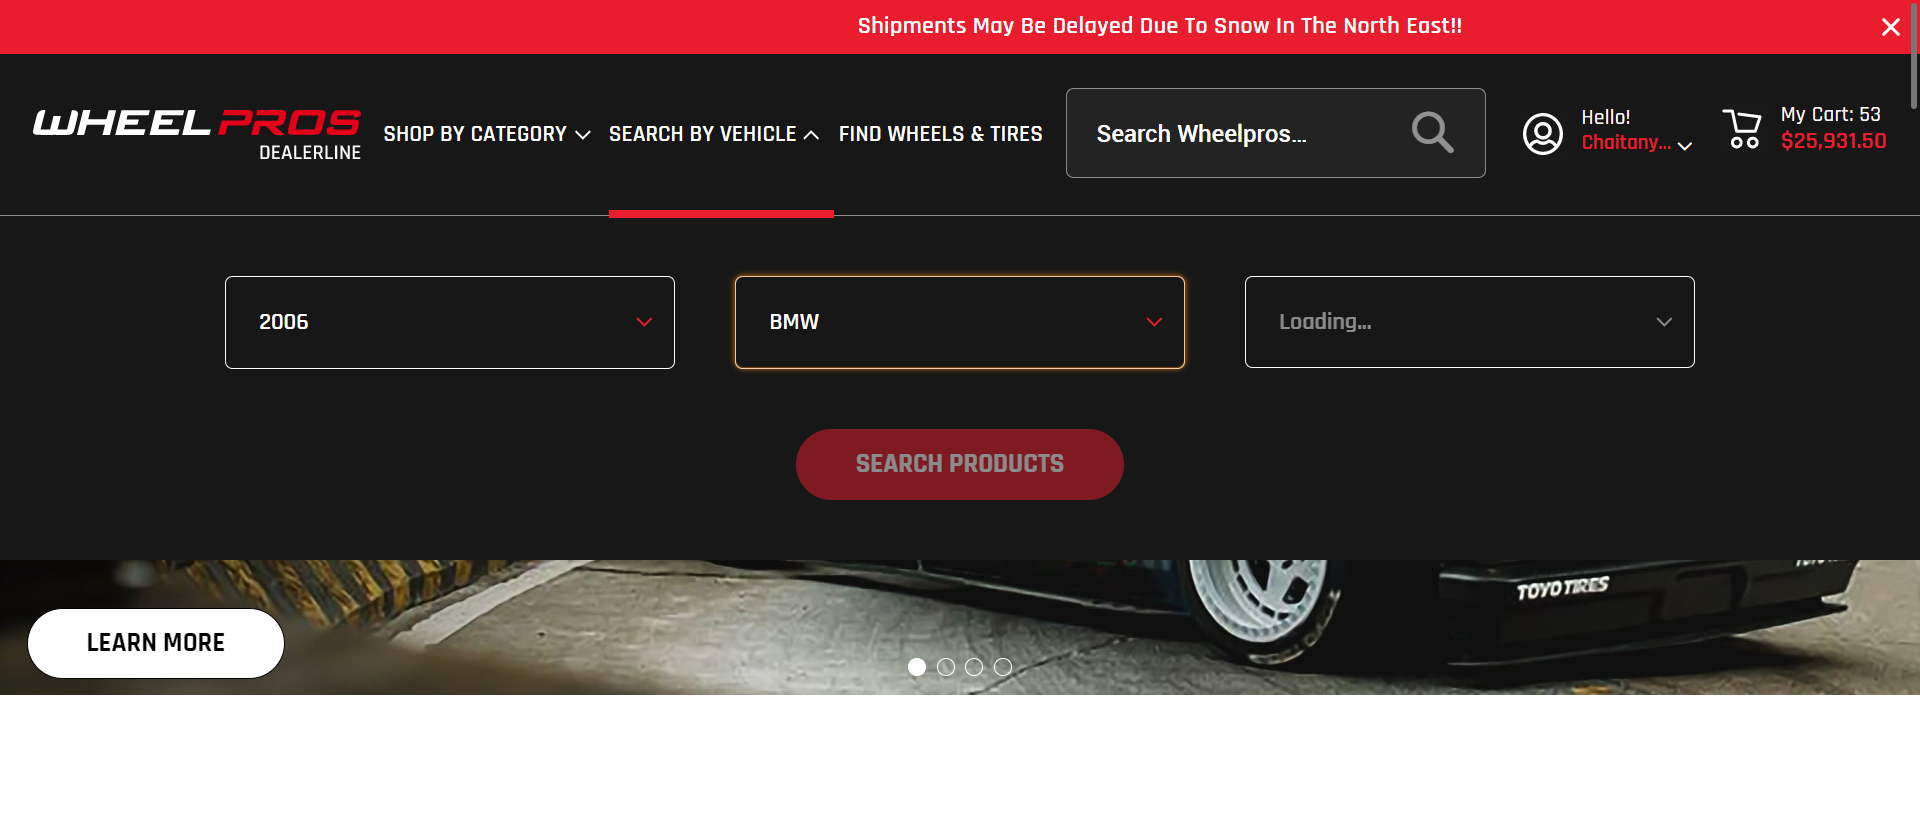 Shipments May Be Delayed Due To Snow In The North East!!
WHEEL PROS
DEALERLINE
SHOP BY CATEGORY
SEARCH BY VEHICLE
FIND WHEELS & TIRES
Search Wheelpros...
Hello!
Chaitany...
My Cart: 53
$25,931.50
2006
BMW
Loading...
SEARCH PRODUCTS
TOYO TIRES
LEARN MORE